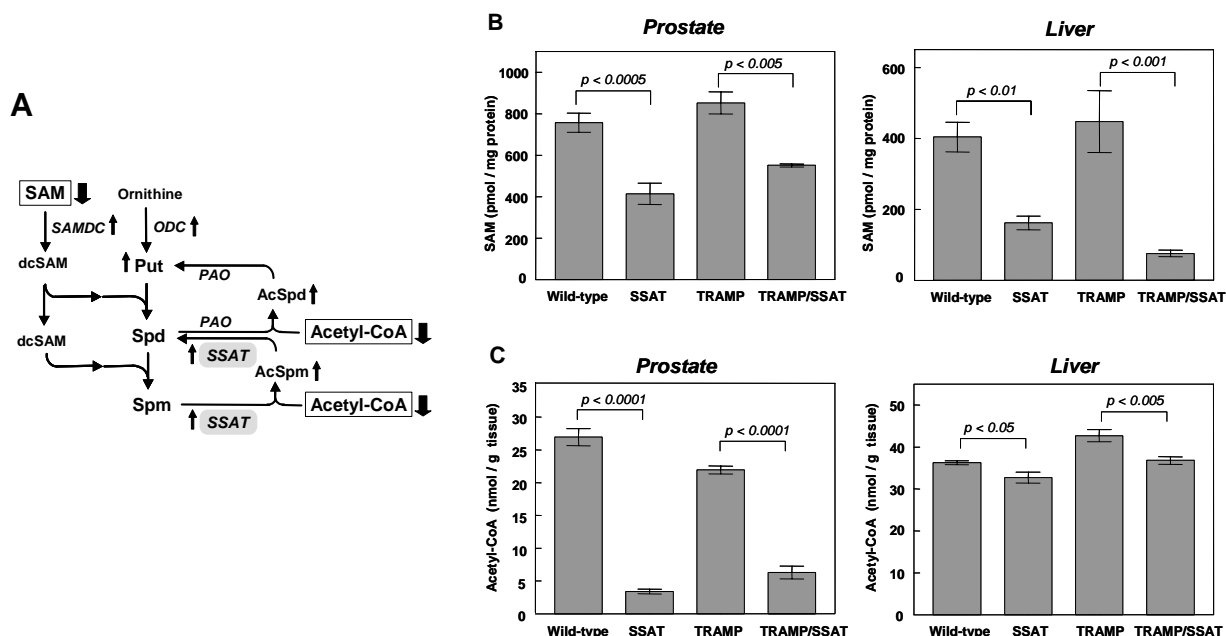 A
SAM
Ornithine
SAMDC
ODC
dcSAM
Put
PAO
AcSpd
dcSAM
Spd
PAO
Acetyl-CoA
SSAT
AcSpm
Spm
Acetyl-CoA
SSAT
B
Prostate
SAM (pmol / mg protein)
1000
800
600
400
200
0
p < 0.0005
p < 0.005
Wild-type SSAT TRAMP TRAMP/SSAT
Liver
SAM (pmol / mg protein)
600
400
200
0
p < 0.01
p < 0.001
Wild-type SSAT TRAMP TRAMP/SSAT
C
Prostate
Acetyl-CoA (nmol / g tissue)
35
30
25
20
15
10
5
0
p < 0.0001
p < 0.0001
Wild-type SSAT TRAMP TRAMP/SSAT
Liver
Acetyl-CoA (nmol / g tissue)
50
40
30
20
10
0
p < 0.05
p < 0.005
Wild-type SSAT TRAMP TRAMP/SSAT